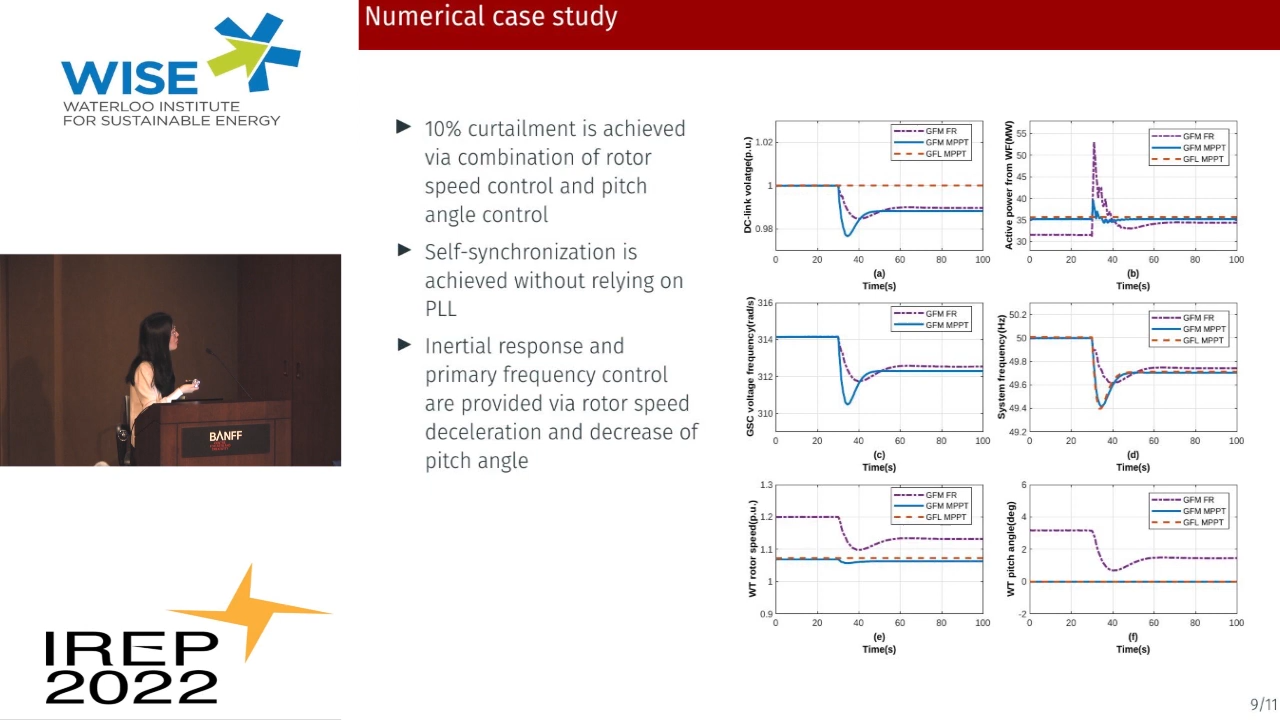 Numerical case study
WISE
WATERLOO INSTITUTE
FOR SUSTAINABLE ENERGY
► 10% curtailment is achieved
via combination of rotor
speed control and pitch
angle control
► Self-synchronization is
achieved without relying on
PLL
► Inertial response and
primary frequency control
are provided via rotor speed
deceleration and decrease of
pitch angle
DC-link volatge(p.u.)
1.02
1
0.98
GFM FR
GFM MPPT
GFL MPPT
0 20 40 60 80 100
(a)
Time(s)
Active power from WF(MW)
55
50
45
40
35
30
GFM FR
GFM MPPT
GFL MPPT
0 20 40 60 80 100
(b)
Time(s)
GSC voltage frequency(rad/s)
316
314
312
310
GFM FR
GFM MPPT
0 20 40 60 80 100
(c)
Time(s)
System frequency(Hz)
50.2
50
49.8
49.6
49.4
49.2
GFM FR
GFM MPPT
GFL MPPT
0 20 40 60 80 100
(d)
Time(s)
WT rotor speed(p.u.)
1.3
1.2
1.1
1
0.9
GFM FR
GFM MPPT
GFL MPPT
0 20 40 60 80 100
(e)
Time(s)
WT pitch angle(deg)
6
4
2
0
-2
GFM FR
GFM MPPT
GFL MPPT
0 20 40 60 80 100
(f)
Time(s)
BANFF
IREP
2022
9/11